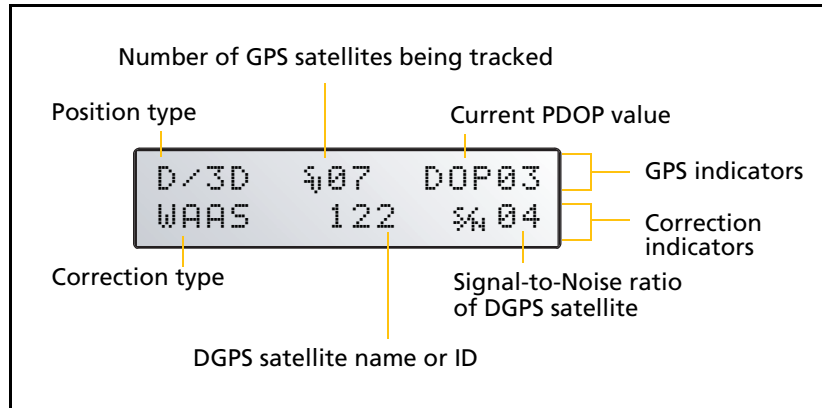 Number of GPS satellites being tracked
Position type
Current PDOP value
D/3D SV07 DOP03
GPS indicators
WAAS 122 S/N 04
Correction indicators
Correction type
Signal-to-Noise ratio
of DGPS satellite
DGPS satellite name or ID